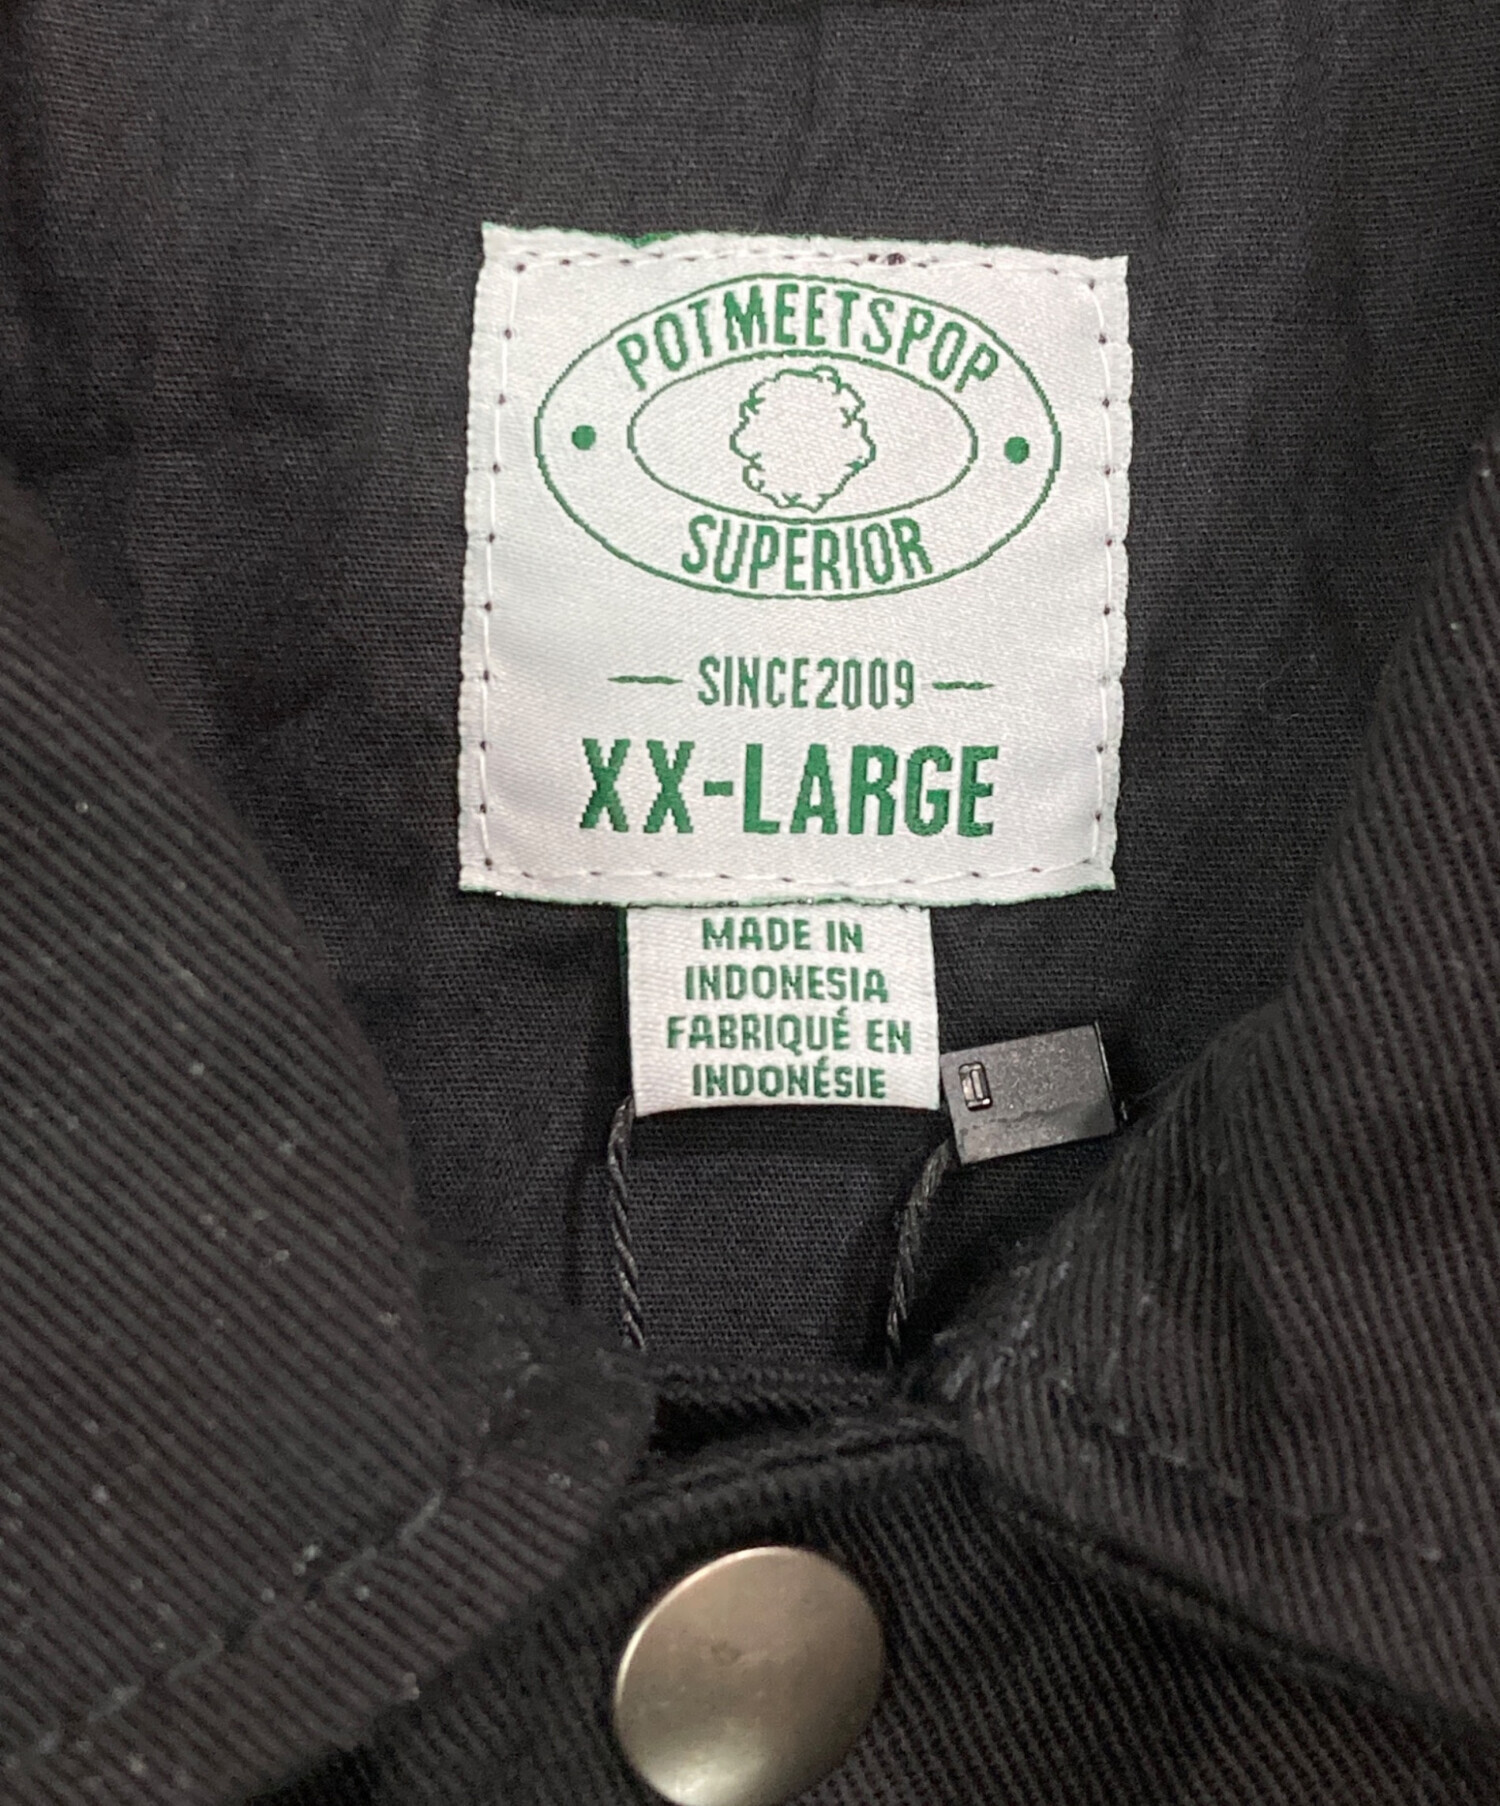 POTMEETSPOP
SUPERIOR
SINCE2009
XX-LARGE
MADE IN
INDONESIA
FABRIQUÉ EN
INDONÉSIE